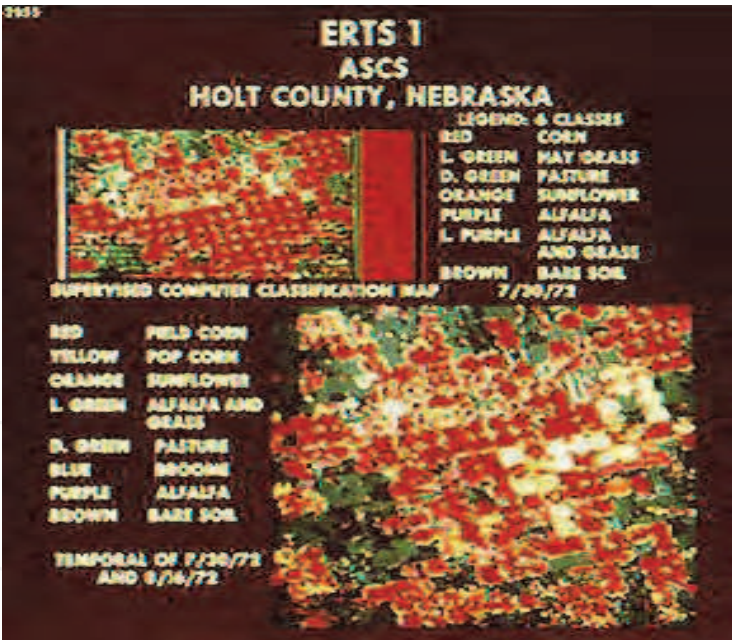 ERTS 1
ASCS
HOLT COUNTY, NEBRASKA
LEGEND: 6 CLASSES
RED CORN
L. GREEN HAY GRASS
D. GREEN PASTURE
ORANGE SUNFLOWER
PURPLE ALFALFA
L. PURPLE ALFALFA
AND GRASS
BROWN BARE SOIL
SUPERVISED COMPUTER CLASSIFICATION MAP 7/30/72
RED FIELD CORN
YELLOW POP CORN
ORANGE SUNFLOWER
L. GREEN ALFALFA AND
GRASS
D. GREEN PASTURE
BLUE BROOME
PURPLE ALFALFA
BROWN BARE SOIL
TEMPORAL OF 7/30/72
AND 8/16/72